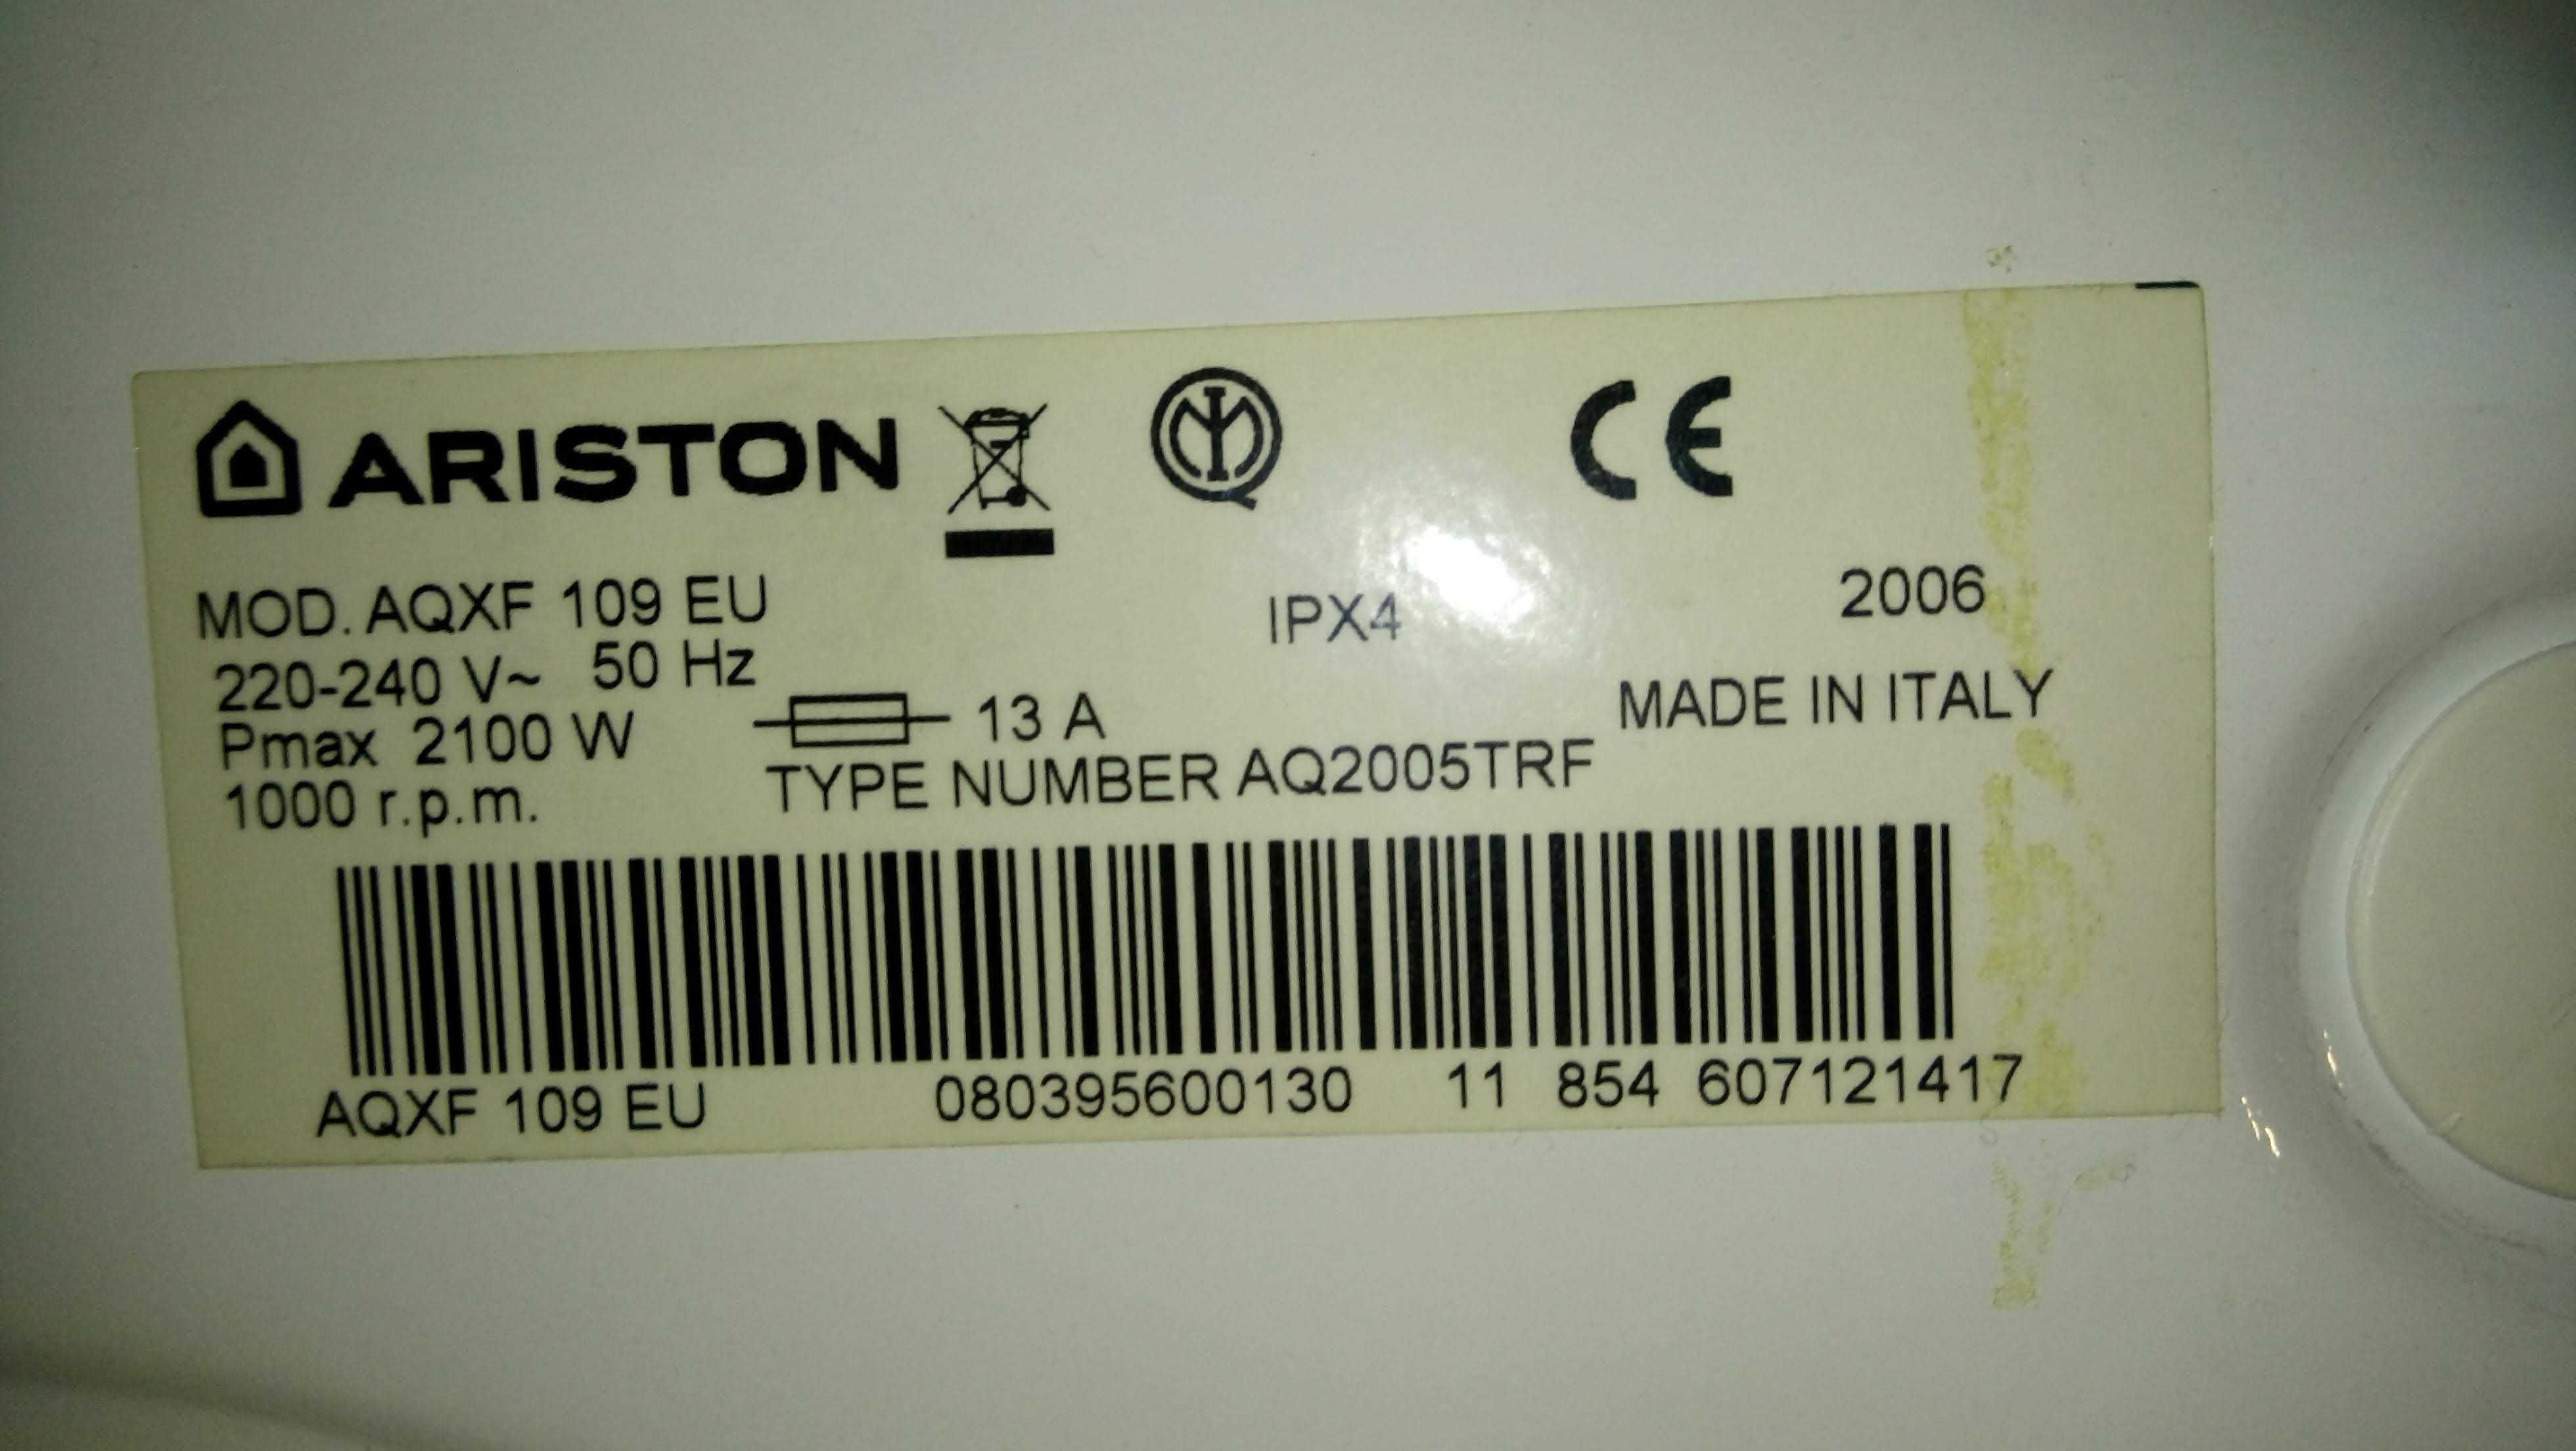 ARISTON
CE
MOD. AQXF 109 EU
IPX4
2006
220-240 V~ 50 Hz
MADE IN ITALY
Pmax 2100 W
13 A
1000 r.p.m.
TYPE NUMBER AQ2005TRF
AQXF 109 EU 080395600130 11 854 607121417